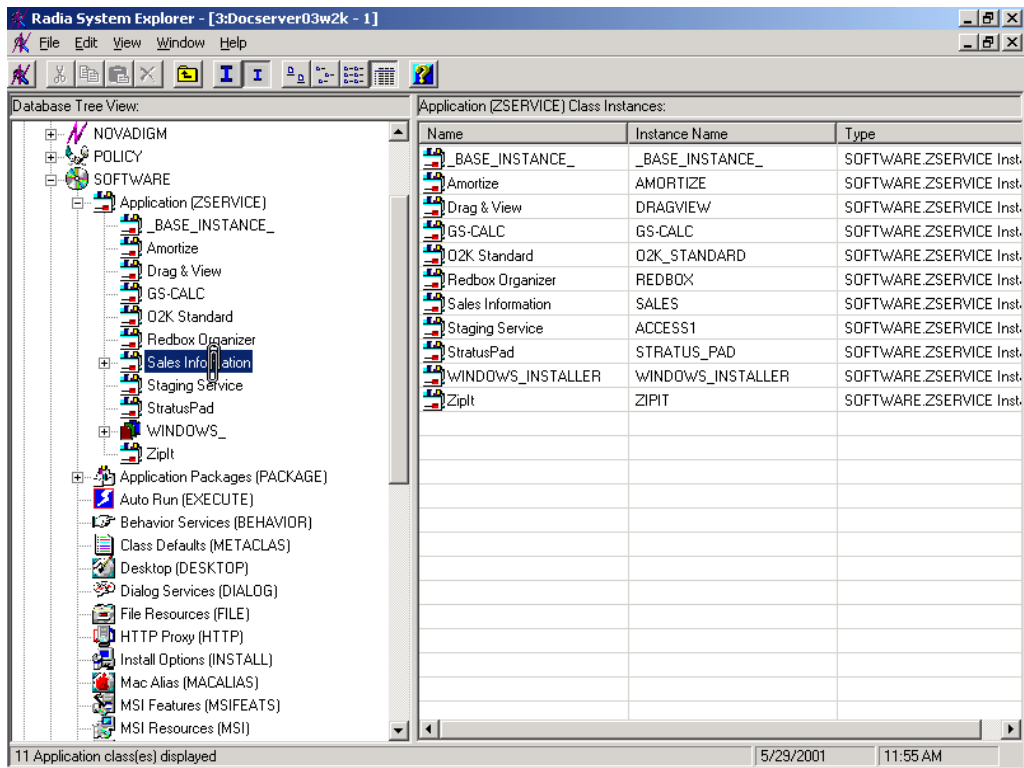 Radia System Explorer - [3:Docserver03w2k - 1]
File Edit View Window Help
Database Tree View:
NOVADIGM
POLICY
SOFTWARE
Application (ZSERVICE)
_BASE_INSTANCE_
Amortize
Drag & View
GS-CALC
O2K Standard
Redbox Organizer
Sales Info ation
Staging Service
StratusPad
WINDOWS_
ZipIt
Application Packages (PACKAGE)
Auto Run (EXECUTE)
Behavior Services (BEHAVIOR)
Class Defaults (METACLAS)
Desktop (DESKTOP)
Dialog Services (DIALOG)
File Resources (FILE)
HTTP Proxy (HTTP)
Install Options (INSTALL)
Mac Alias (MACALIAS)
MSI Features (MSIFEATS)
MSI Resources (MSI)
Application (ZSERVICE) Class Instances:
Name Instance Name Type
_BASE_INSTANCE_ _BASE_INSTANCE_ SOFTWARE.ZSERVICE Inst
Amortize AMORTIZE SOFTWARE.ZSERVICE Inst
Drag & View DRAGVIEW SOFTWARE.ZSERVICE Inst
GS-CALC GS-CALC SOFTWARE.ZSERVICE Inst
O2K Standard O2K_STANDARD SOFTWARE.ZSERVICE Inst
Redbox Organizer REDBOX SOFTWARE.ZSERVICE Inst
Sales Information SALES SOFTWARE.ZSERVICE Inst
Staging Service ACCESS1 SOFTWARE.ZSERVICE Inst
StratusPad STRATUS_PAD SOFTWARE.ZSERVICE Inst
WINDOWS_INSTALLER WINDOWS_INSTALLER SOFTWARE.ZSERVICE Inst
ZipIt ZIPIT SOFTWARE.ZSERVICE Inst
11 Application class(es) displayed 5/29/2001 11:55 AM